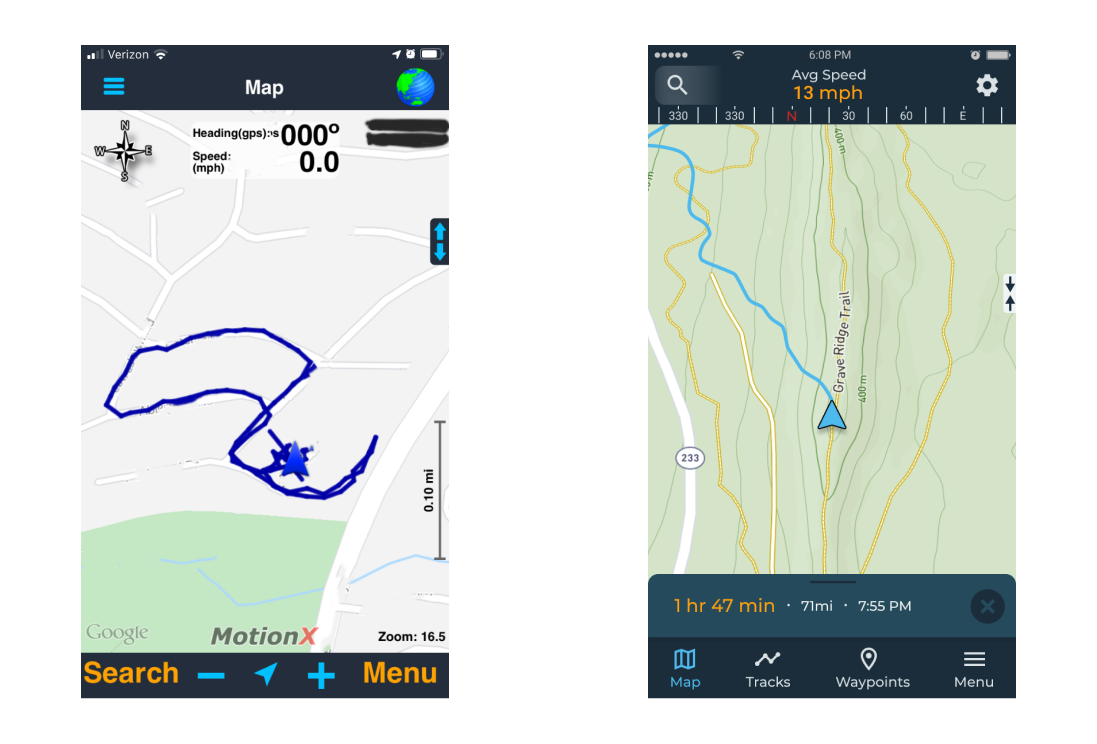 Verizon
Map
N
W E
S
Heading(gps): 000º
Speed: 0.0
(mph)
0.10 mi
Google
MotionX
Zoom: 16.5
Search
Menu
6:08 PM
Avg Speed
13 mph
330 330 N 30 60 E
400 m
Grave Ridge Trail
400 m
233
1 hr 47 min · 71mi · 7:55 PM
Map Tracks Waypoints Menu